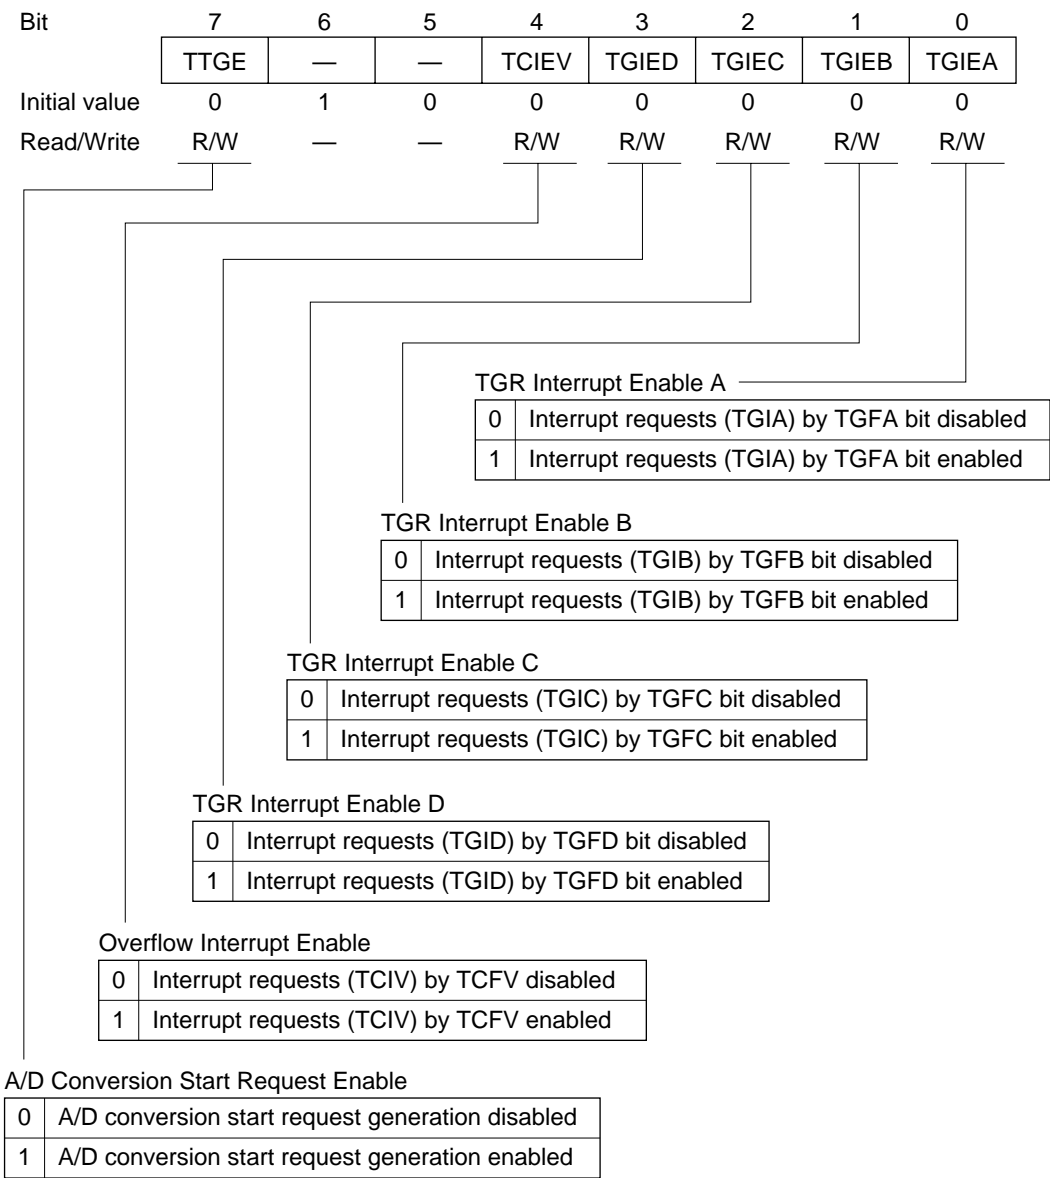 Bit 7 6 5 4 3 2 1 0
TTGE — — TCIEV TGIED TGIEC TGIEB TGIEA
Initial value 0 1 0 0 0 0 0 0
Read/Write R/W — — R/W R/W R/W R/W R/W
TGR Interrupt Enable A
0 Interrupt requests (TGIA) by TGFA bit disabled
1 Interrupt requests (TGIA) by TGFA bit enabled
TGR Interrupt Enable B
0 Interrupt requests (TGIB) by TGFB bit disabled
1 Interrupt requests (TGIB) by TGFB bit enabled
TGR Interrupt Enable C
0 Interrupt requests (TGIC) by TGFC bit disabled
1 Interrupt requests (TGIC) by TGFC bit enabled
TGR Interrupt Enable D
0 Interrupt requests (TGID) by TGFD bit disabled
1 Interrupt requests (TGID) by TGFD bit enabled
Overflow Interrupt Enable
0 Interrupt requests (TCIV) by TCFV disabled
1 Interrupt requests (TCIV) by TCFV enabled
A/D Conversion Start Request Enable
0 A/D conversion start request generation disabled
1 A/D conversion start request generation enabled